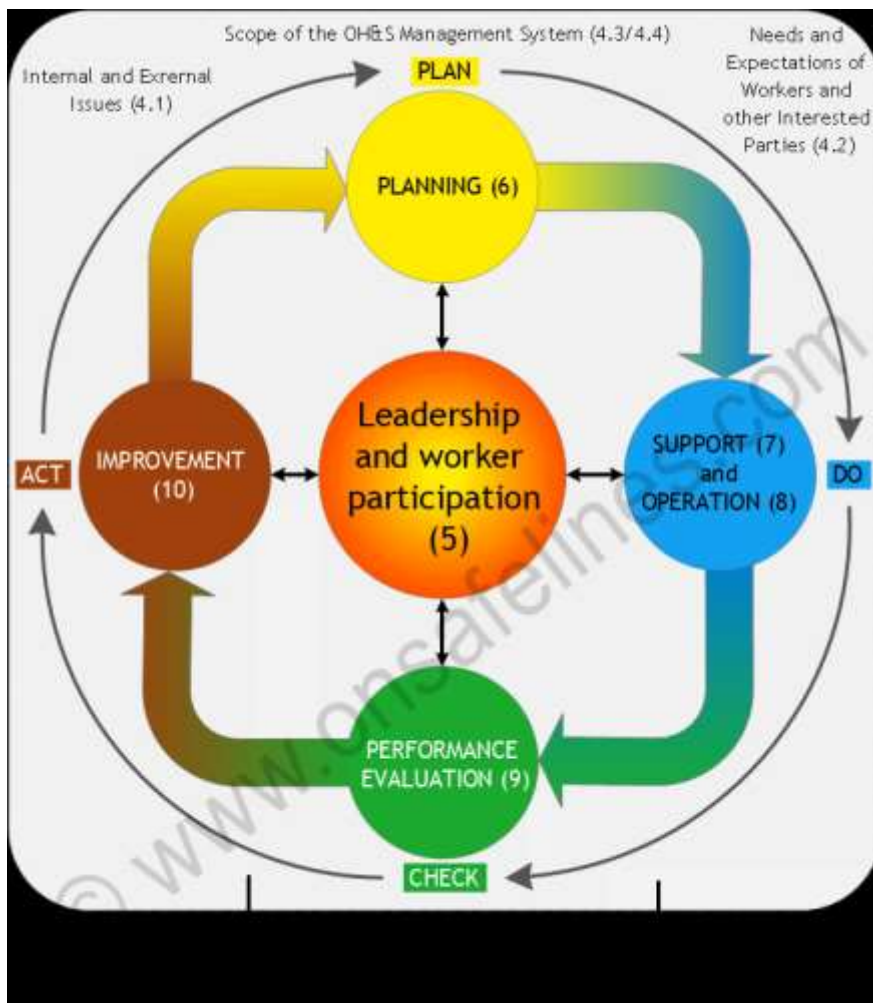 Scope of the OH&S Management System (4.3/4.4)
Internal and Exrernal
Issues (4.1)
Needs and
Expectations of
Workers and
other Interested
Parties (4.2)
PLAN
PLANNING (6)
Leadership
and worker
participation
(5)
IMPROVEMENT
(10)
ACT
SUPPORT (7)
and
OPERATION (8)
DO
PERFORMANCE
EVALUATION (9)
CHECK
© www.onsafelines.com